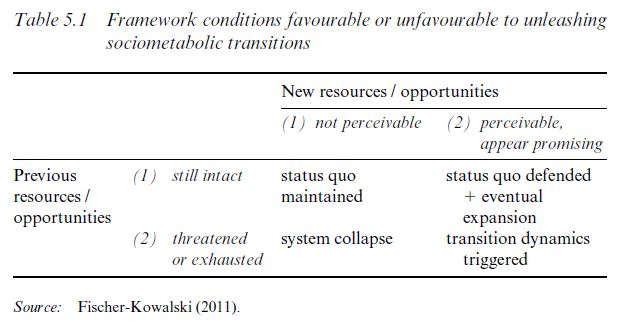 Table 5.1 Framework conditions favourable or unfavourable to unleashing
sociometabolic transitions
New resources / opportunities
(1) not perceivable (2) perceivable,
appear promising
Previous (1) still intact status quo status quo defended
resources / maintained + eventual
opportunities expansion
(2) threatened system collapse transition dynamics
or exhausted triggered
Source: Fischer-Kowalski (2011).